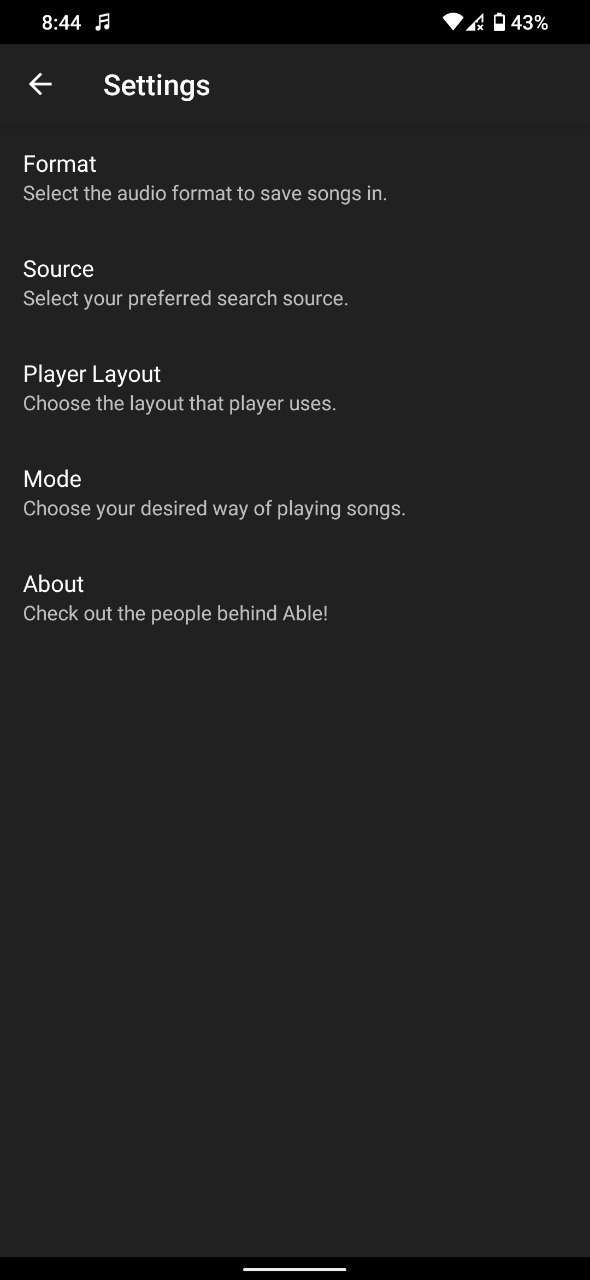 8:44
43%
Settings
Format
Select the audio format to save songs in.
Source
Select your preferred search source.
Player Layout
Choose the layout that player uses.
Mode
Choose your desired way of playing songs.
About
Check out the people behind Able!